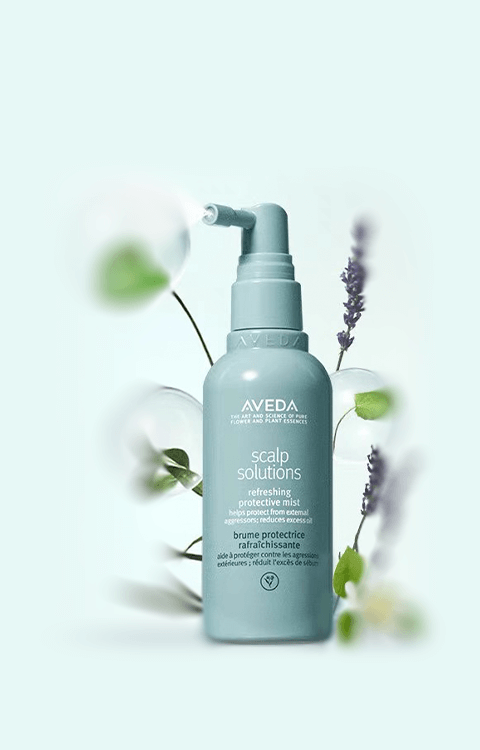 AVEDA
AVEDA
THE ART AND SCIENCE OF PURE
FLOWER AND PLANT ESSENCES
scalp
solutions
refreshing
protective mist
helps protect from external
aggressors; reduces excess oil
brume protectrice
rafraîchissante
aide à protéger contre les agressions
extérieures ; réduit l'excès de sébum